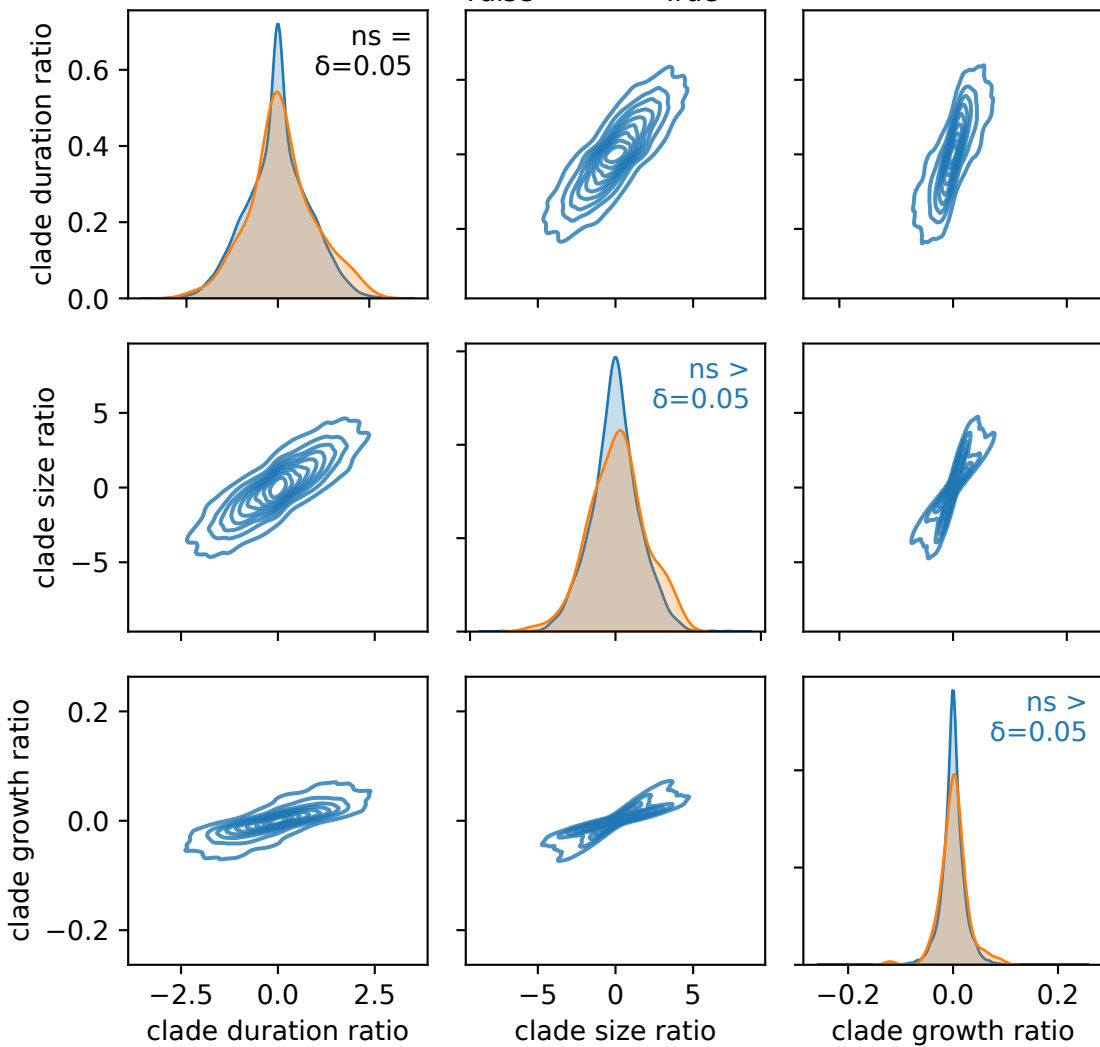 clade duration ratio
0.6
0.4
0.2
0.0
ns =
δ=0.05
clade size ratio
5
0
−5
ns >
δ=0.05
clade growth ratio
0.2
0.0
−0.2
ns >
δ=0.05
−2.5 0.0 2.5
−5 0 5
−0.2 0.0 0.2
clade duration ratio
clade size ratio
clade growth ratio